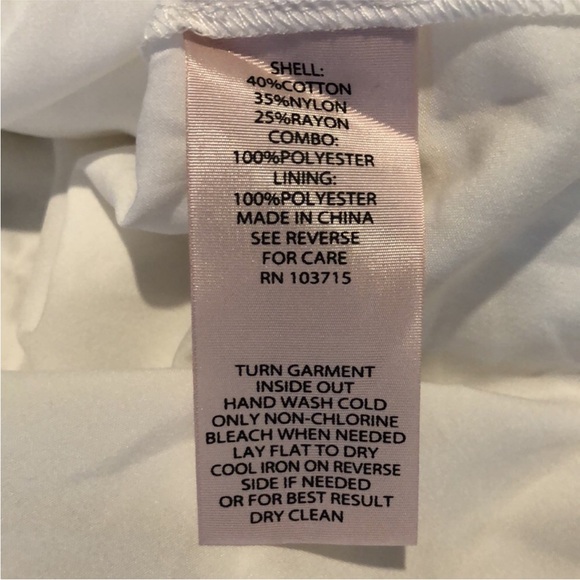 SHELL:
40%COTTON
35%NYLON
25%RAYON
COMBO:
100%POLYESTER
LINING:
100%POLYESTER
MADE IN CHINA
SEE REVERSE
FOR CARE
RN 103715
TURN GARMENT
INSIDE OUT
HAND WASH COLD
ONLY NON-CHLORINE
BLEACH WHEN NEEDED
LAY FLAT TO DRY
COOL IRON ON REVERSE
SIDE IF NEEDED
OR FOR BEST RESULT
DRY CLEAN